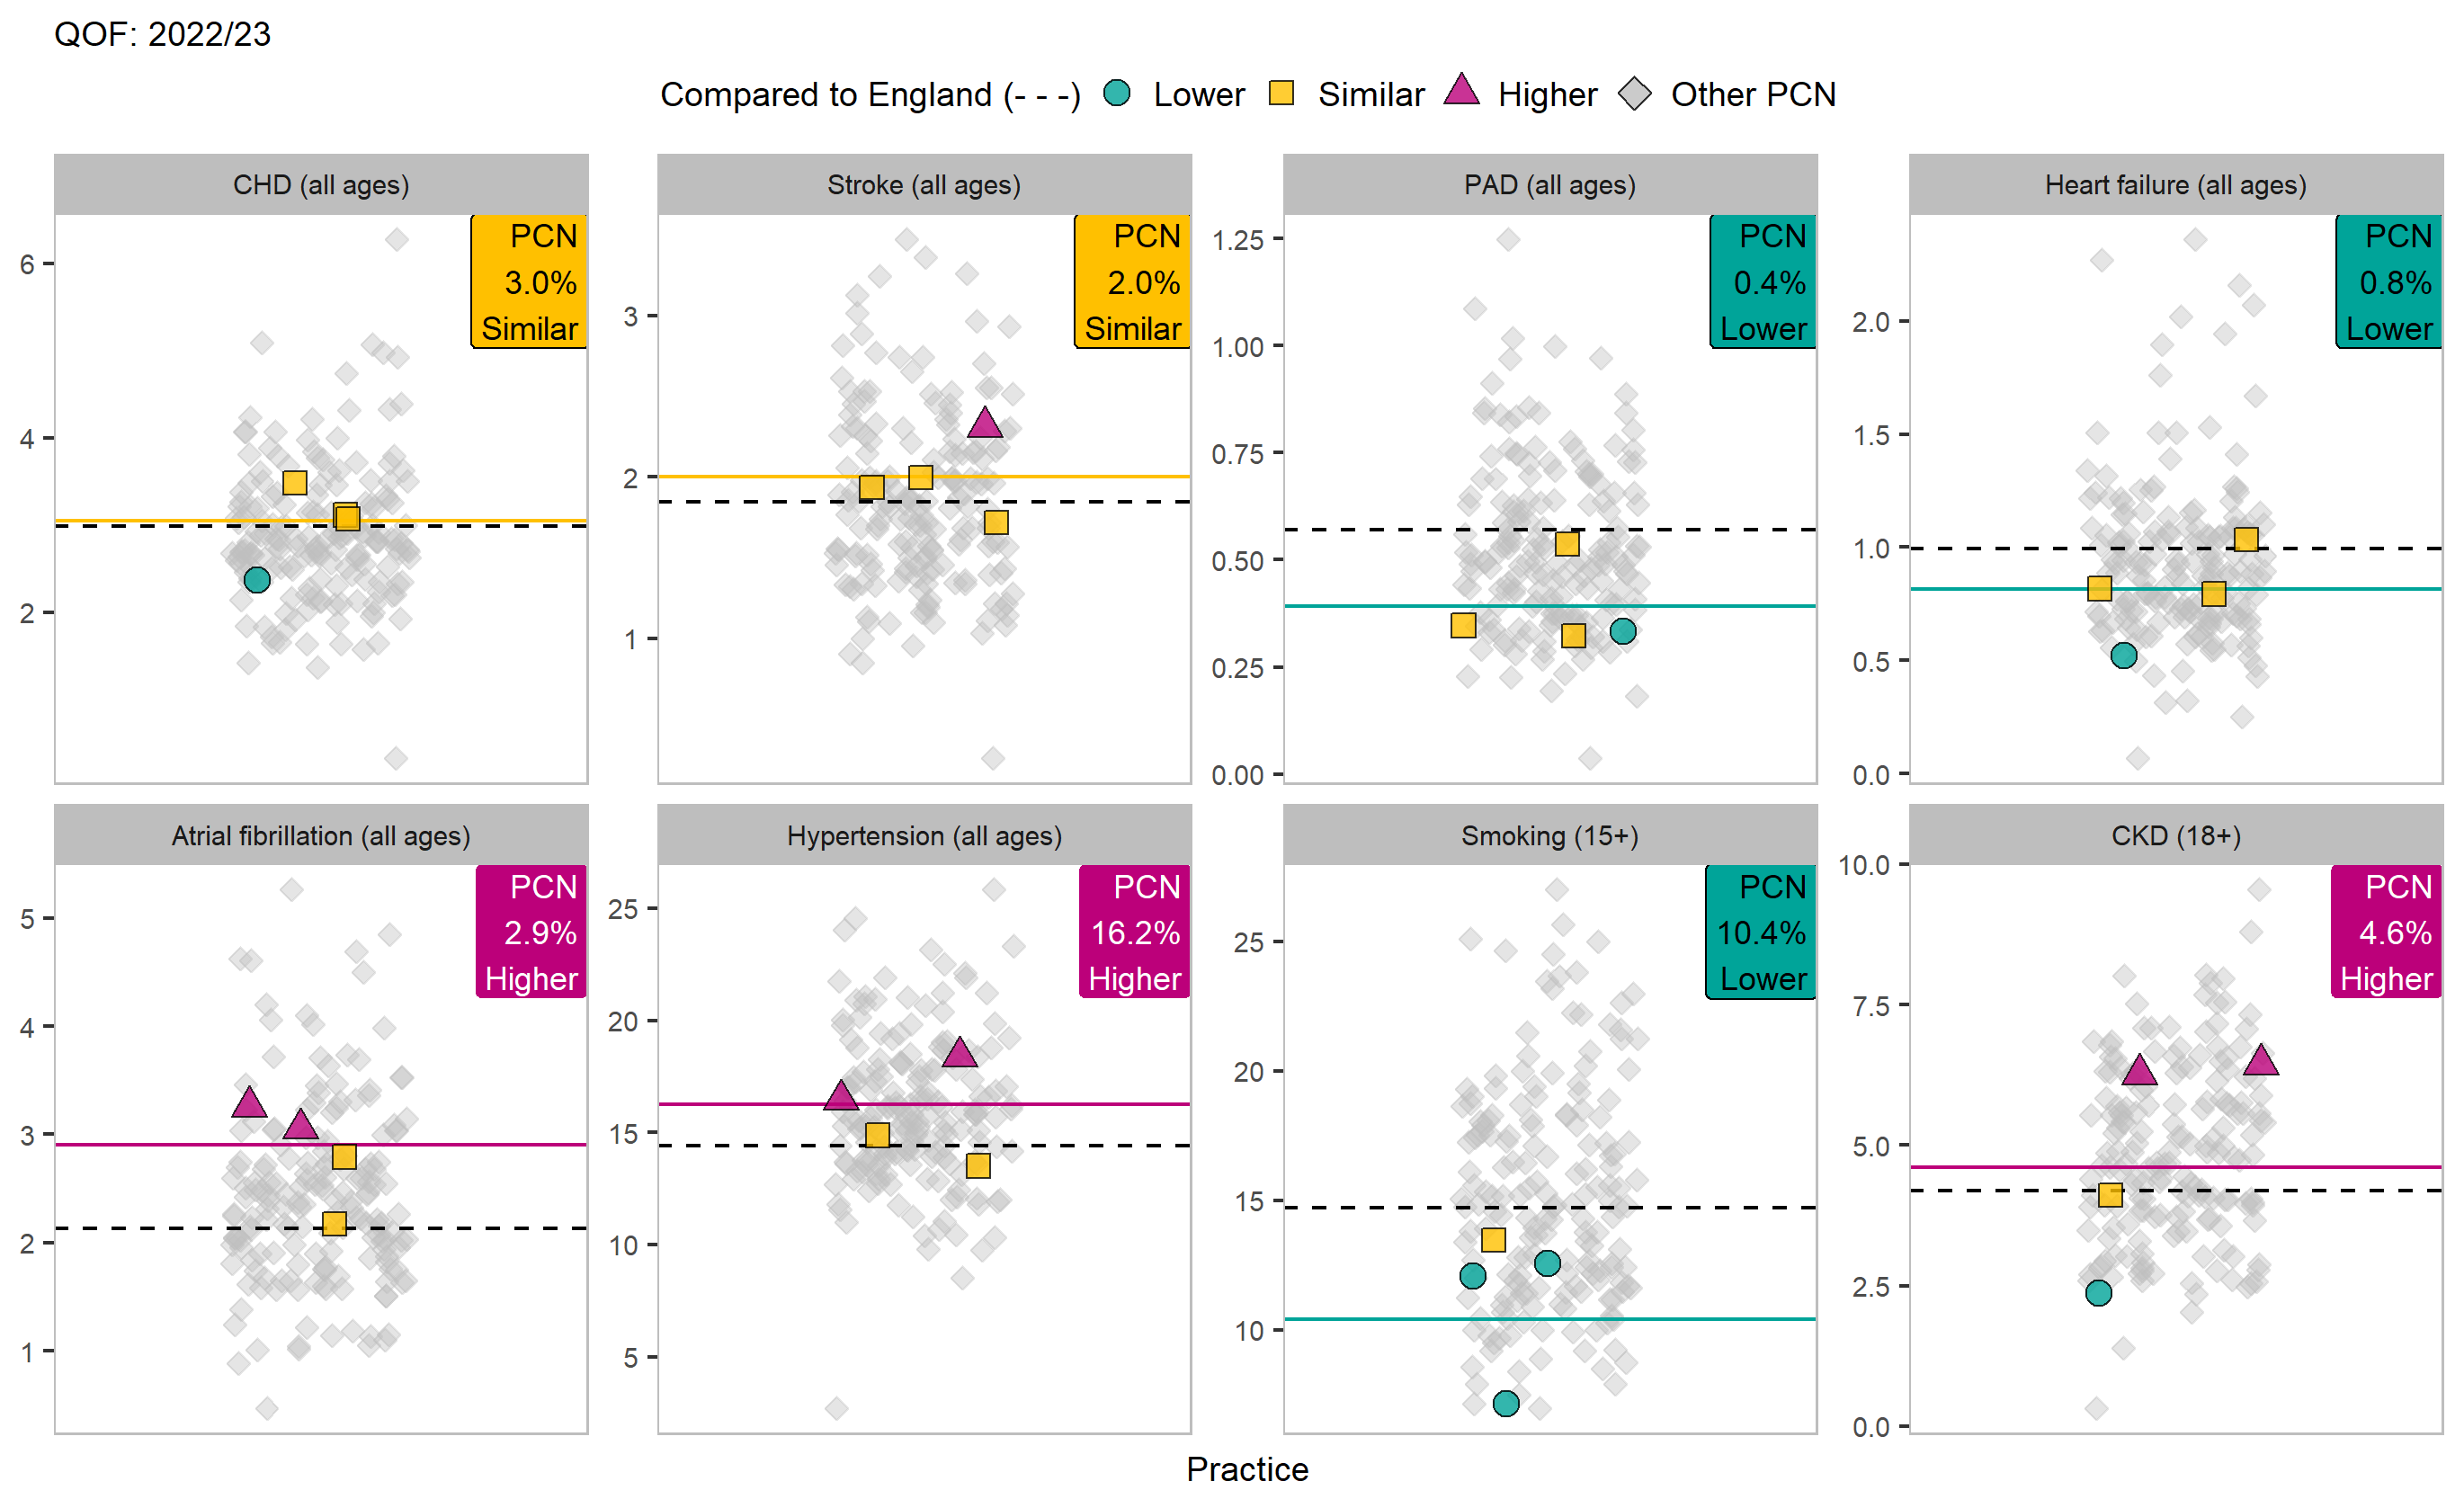 QOF: 2022/23
Compared to England (- - -) Lower Similar Higher Other PCN
CHD (all ages)
PCN
3.0%
Similar
6
4
2
Stroke (all ages)
PCN
2.0%
Similar
3
2
1
PAD (all ages)
PCN
0.4%
Lower
1.25
1.00
0.75
0.50
0.25
0.00
Heart failure (all ages)
PCN
0.8%
Lower
2.0
1.5
1.0
0.5
0.0
Atrial fibrillation (all ages)
PCN
2.9%
Higher
5
4
3
2
1
Hypertension (all ages)
PCN
16.2%
Higher
25
20
15
10
5
Smoking (15+)
PCN
10.4%
Lower
25
20
15
10
CKD (18+)
PCN
4.6%
Higher
10.0
7.5
5.0
2.5
0.0
Practice